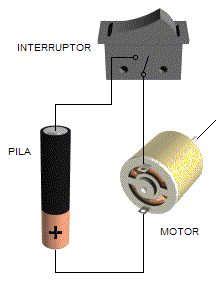 INTERRUPTOR
PILA
+
MOTOR